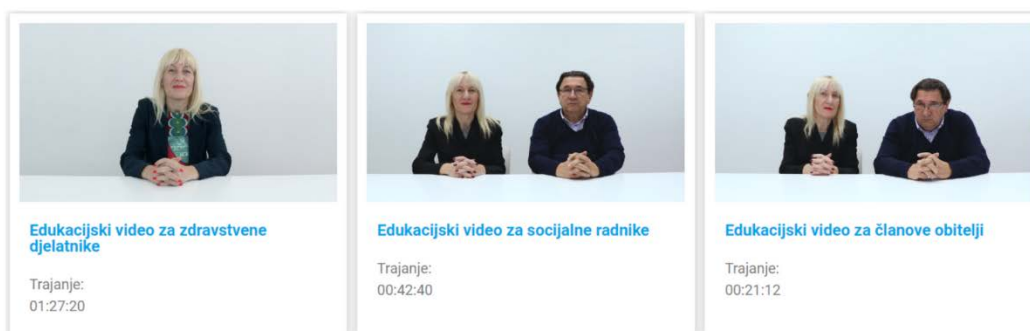 Edukacijski video za zdravstvene
djelatnike
Trajanje:
01:27:20
Edukacijski video za socijalne radnike
Trajanje:
00:42:40
Edukacijski video za članove obitelji
Trajanje:
00:21:12